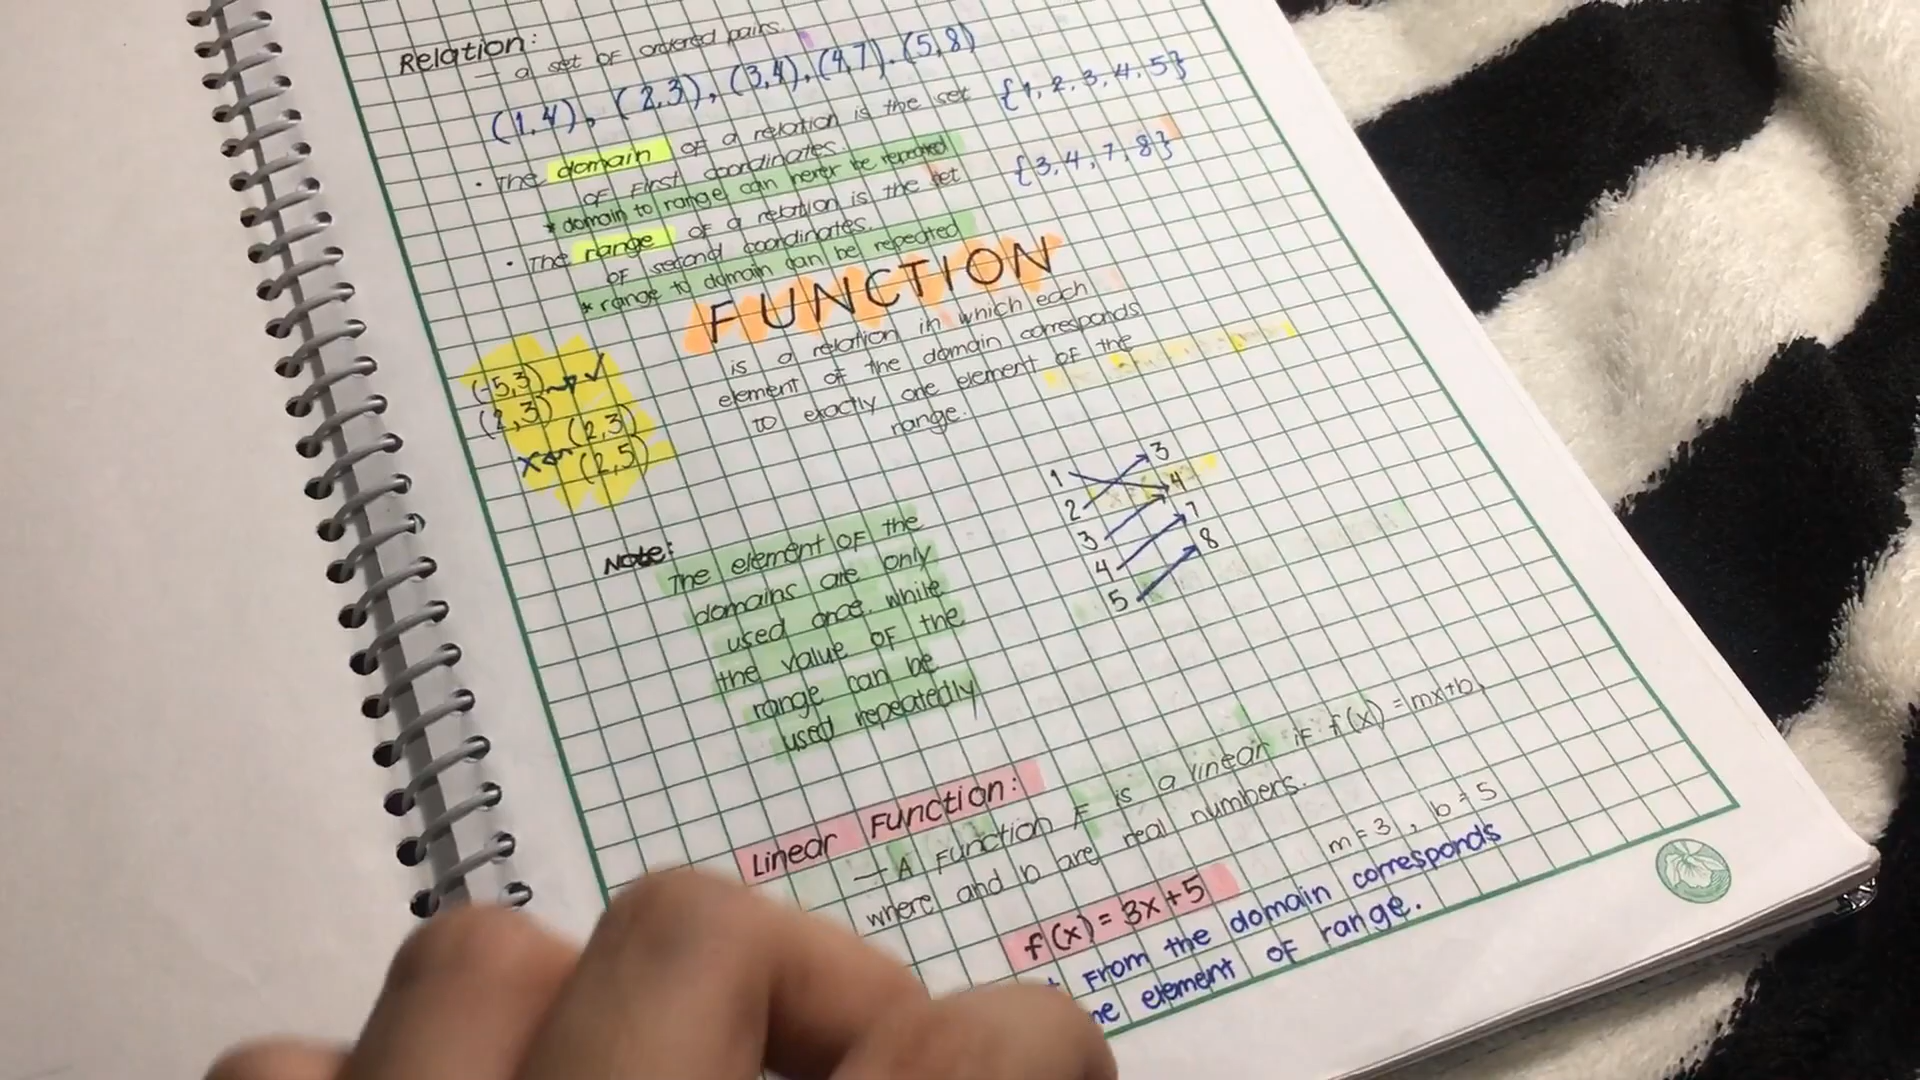 Relation:
→ a set of ordered pairs.
(1,4), (2,3), (3,4), (4,7), (5,8)
• The domain of a relation is the set {1, 2, 3, 4, 5}
of first coordinates.
* domain to range can never be repeated
• The range of a relation is the set {3, 4, 7, 8}
of second coordinates.
* range to domain can be repeated
FUNCTION
is a relation in which each
element of the domain corresponds
to exactly one element of the
range.
(-5,3) → ✓
(2,3)
(2,3)
x ← (2,5)
1 3
2 4
3 7
4 8
5
Note:
The element of the
domains are only
used once. while
the value of the
range can be
used repeatedly
Linear Function:
→ A function F is a linear if f(x) = mx+b,
where and b are real numbers.
f(x) = 3x+5 m = 3, b = 5
From the domain corresponds
element of range.